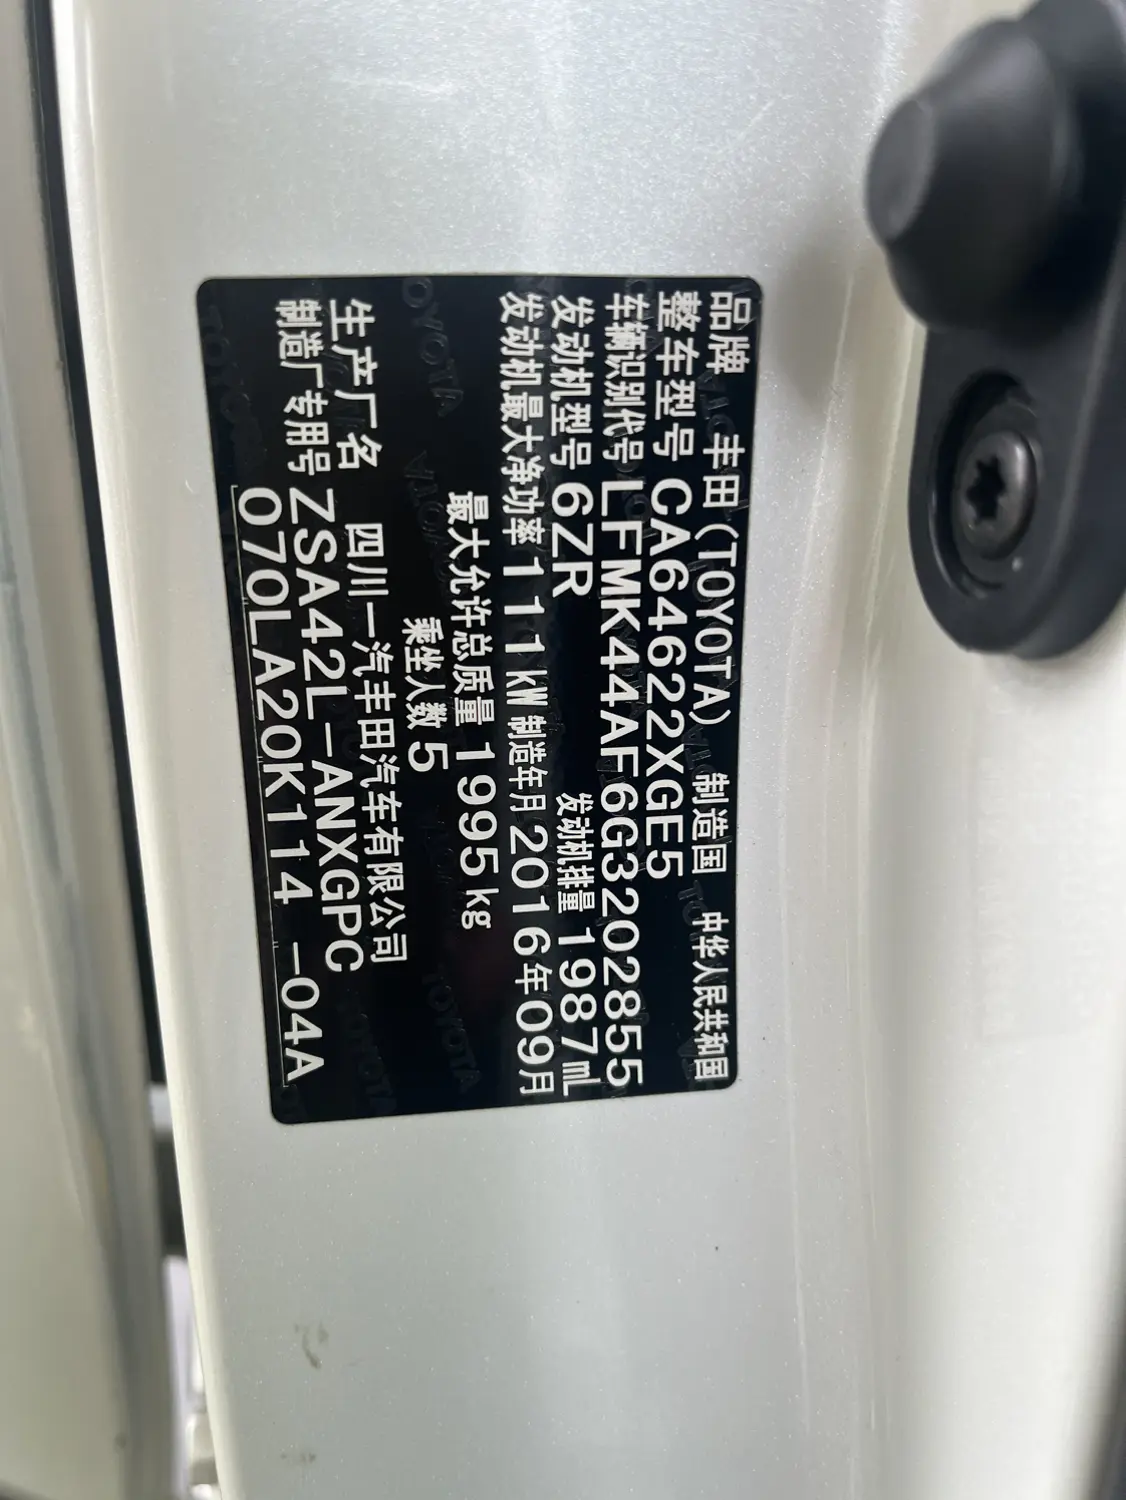 品牌 丰田(TOYOTA) 制造国 中华人民共和国
整车型号 CA64622XGE5
车辆识别代号 LFMK44AF6G3202855
发动机型号 6ZR 发动机排量 1987mL
发动机最大净功率 111kW 制造年月 2016年09月
最大允许总质量 1995kg
乘坐人数 5
生产厂名 四川一汽丰田汽车有限公司
制造厂专用号 ZSA42L-ANXGPC
070LA20K114 -04A